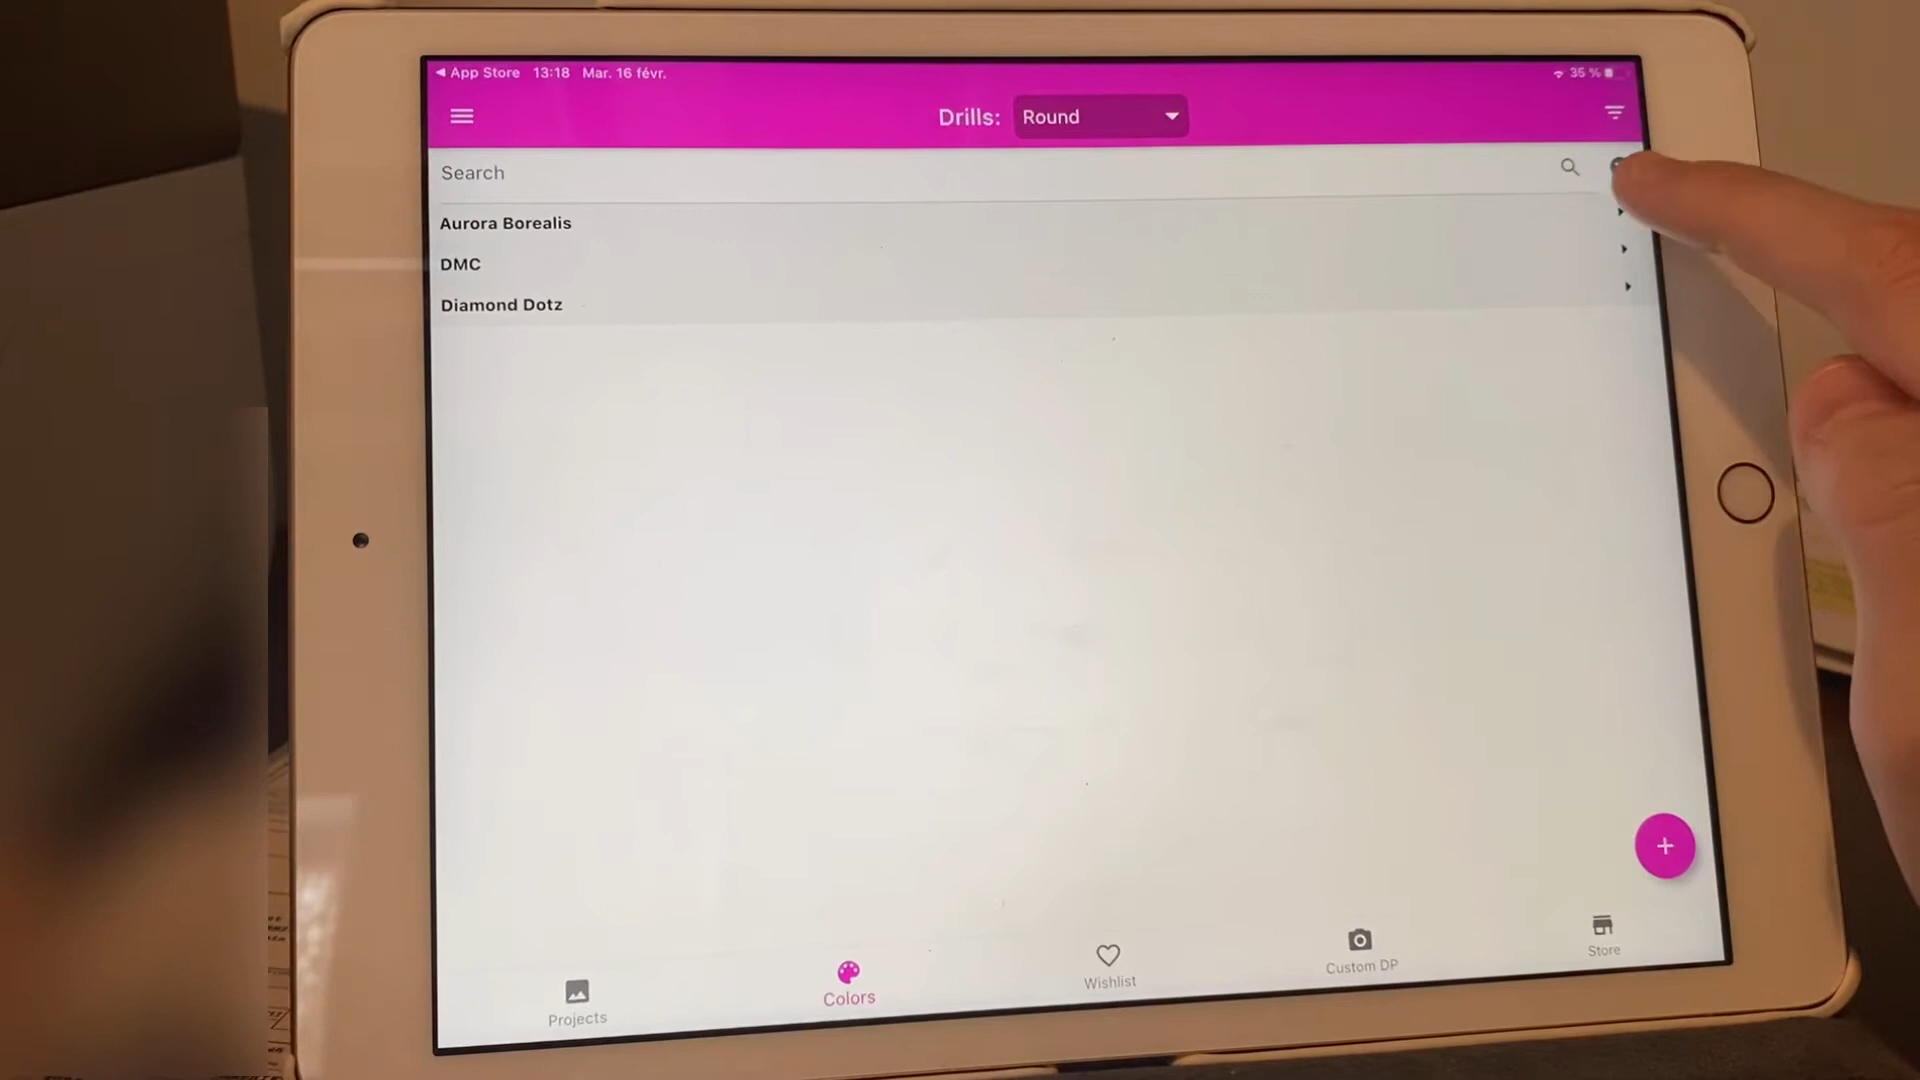 ◀ App Store 13:18 Mar. 16 févr. 35 %
Drills: Round
Search
Aurora Borealis
DMC
Diamond Dotz
+
Projects
Colors
Wishlist
Custom DP
Store